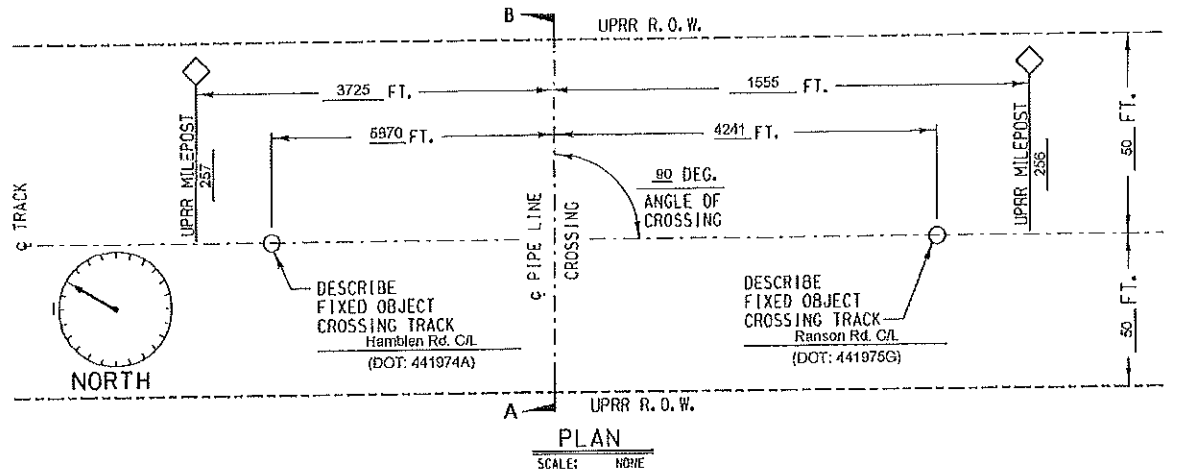 B
UPRR R.O.W.
3725 FT.
1555 FT.
5870 FT.
4241 FT.
UPRR MILEPOST
257
UPRR MILEPOST
256
50 FT.
50 FT.
90 DEG.
ANGLE OF
CROSSING
℄ TRACK
℄ PIPE LINE
CROSSING
DESCRIBE
FIXED OBJECT
CROSSING TRACK
Hamblen Rd. C/L
(DOT: 441974A)
DESCRIBE
FIXED OBJECT
CROSSING TRACK
Ranson Rd. C/L
(DOT: 441975G)
NORTH
A
UPRR R.O.W.
PLAN
SCALE: NONE